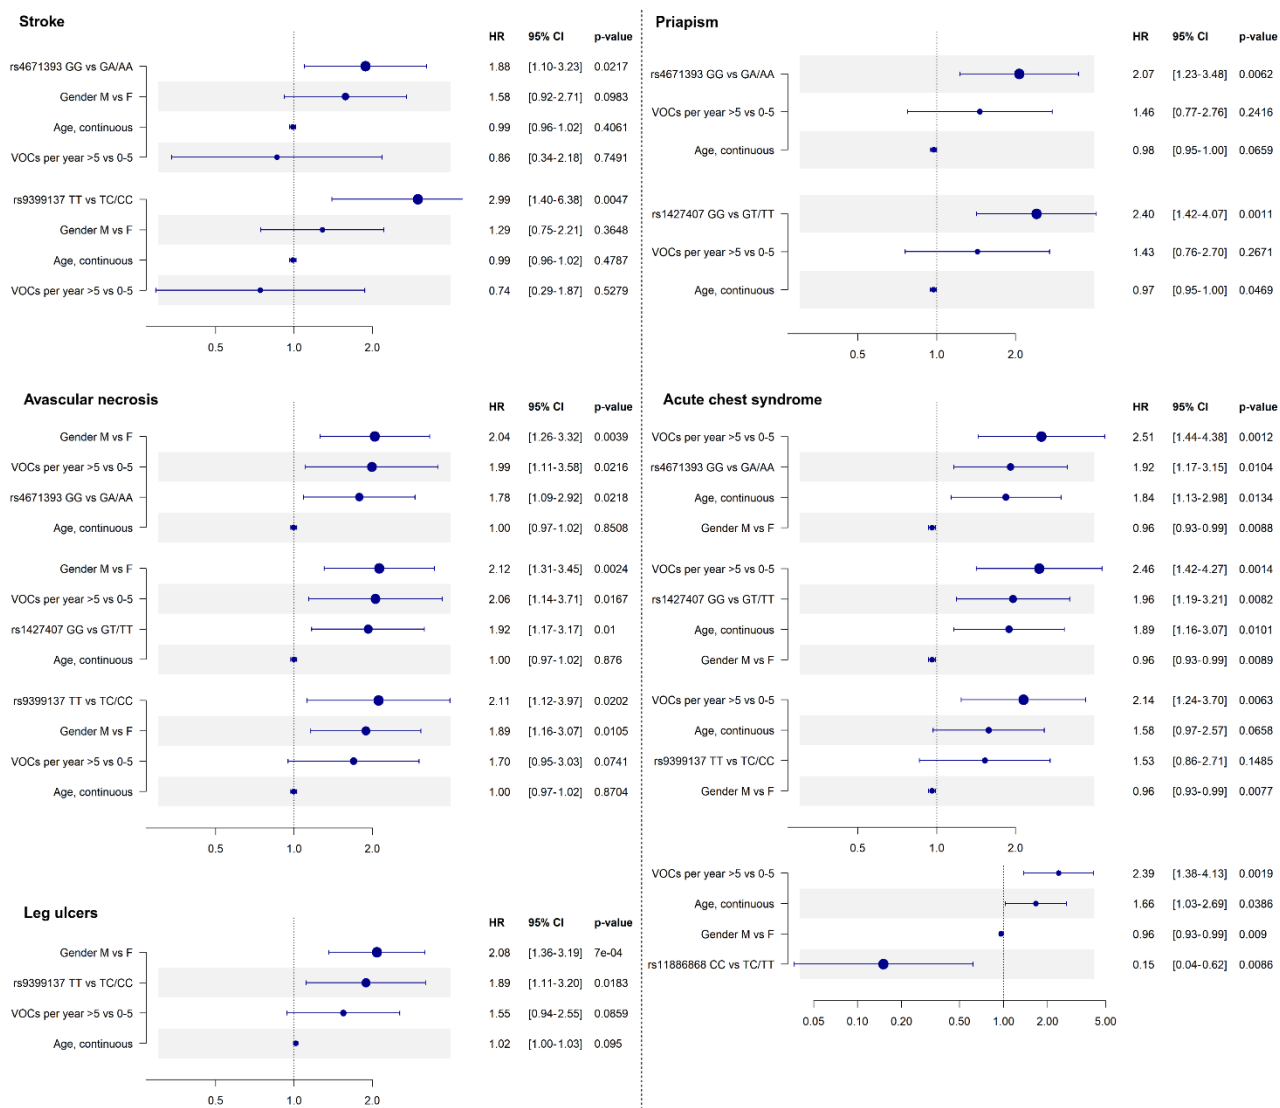 Stroke
HR 95% CI p-value
rs4671393 GG vs GA/AA 1.88 [1.10-3.23] 0.0217
Gender M vs F 1.58 [0.92-2.71] 0.0983
Age, continuous 0.99 [0.96-1.02] 0.4061
VOCs per year >5 vs 0-5 0.86 [0.34-2.18] 0.7491
rs9399137 TT vs TC/CC 2.99 [1.40-6.38] 0.0047
Gender M vs F 1.29 [0.75-2.21] 0.3648
Age, continuous 0.99 [0.96-1.02] 0.4787
VOCs per year >5 vs 0-5 0.74 [0.29-1.87] 0.5279
0.5 1.0 2.0
Priapism
HR 95% CI p-value
rs4671393 GG vs GA/AA 2.07 [1.23-3.48] 0.0062
VOCs per year >5 vs 0-5 1.46 [0.77-2.76] 0.2416
Age, continuous 0.98 [0.95-1.00] 0.0659
rs1427407 GG vs GT/TT 2.40 [1.42-4.07] 0.0011
VOCs per year >5 vs 0-5 1.43 [0.76-2.70] 0.2671
Age, continuous 0.97 [0.95-1.00] 0.0469
0.5 1.0 2.0
Avascular necrosis
HR 95% CI p-value
Gender M vs F 2.04 [1.26-3.32] 0.0039
VOCs per year >5 vs 0-5 1.99 [1.11-3.58] 0.0216
rs4671393 GG vs GA/AA 1.78 [1.09-2.92] 0.0218
Age, continuous 1.00 [0.97-1.02] 0.8508
Gender M vs F 2.12 [1.31-3.45] 0.0024
VOCs per year >5 vs 0-5 2.06 [1.14-3.71] 0.0167
rs1427407 GG vs GT/TT 1.92 [1.17-3.17] 0.01
Age, continuous 1.00 [0.97-1.02] 0.876
rs9399137 TT vs TC/CC 2.11 [1.12-3.97] 0.0202
Gender M vs F 1.89 [1.16-3.07] 0.0105
VOCs per year >5 vs 0-5 1.70 [0.95-3.03] 0.0741
Age, continuous 1.00 [0.97-1.02] 0.8704
0.5 1.0 2.0
Acute chest syndrome
HR 95% CI p-value
VOCs per year >5 vs 0-5 2.51 [1.44-4.38] 0.0012
rs4671393 GG vs GA/AA 1.92 [1.17-3.15] 0.0104
Age, continuous 1.84 [1.13-2.98] 0.0134
Gender M vs F 0.96 [0.93-0.99] 0.0088
VOCs per year >5 vs 0-5 2.46 [1.42-4.27] 0.0014
rs1427407 GG vs GT/TT 1.96 [1.19-3.21] 0.0082
Age, continuous 1.89 [1.16-3.07] 0.0101
Gender M vs F 0.96 [0.93-0.99] 0.0089
VOCs per year >5 vs 0-5 2.14 [1.24-3.70] 0.0063
Age, continuous 1.58 [0.97-2.57] 0.0658
rs9399137 TT vs TC/CC 1.53 [0.86-2.71] 0.1485
Gender M vs F 0.96 [0.93-0.99] 0.0077
0.5 1.0 2.0
VOCs per year >5 vs 0-5 2.39 [1.38-4.13] 0.0019
Age, continuous 1.66 [1.03-2.69] 0.0386
Gender M vs F 0.96 [0.93-0.99] 0.009
rs11886868 CC vs TC/TT 0.15 [0.04-0.62] 0.0086
0.05 0.10 0.20 0.50 1.00 2.00 5.00
Leg ulcers
HR 95% CI p-value
Gender M vs F 2.08 [1.36-3.19] 7e-04
rs9399137 TT vs TC/CC 1.89 [1.11-3.20] 0.0183
VOCs per year >5 vs 0-5 1.55 [0.94-2.55] 0.0859
Age, continuous 1.02 [1.00-1.03] 0.095
0.5 1.0 2.0